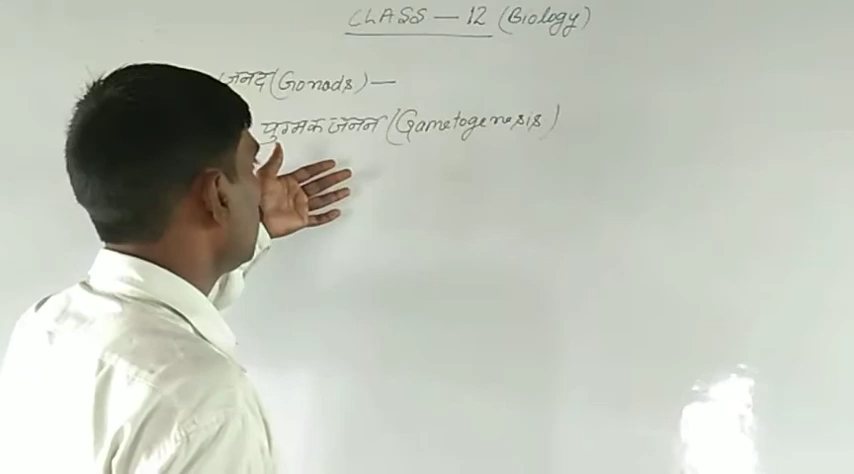 CLASS — 12 (Biology)
जनद (Gonads) —
युग्मक जनन (Gametogenesis)